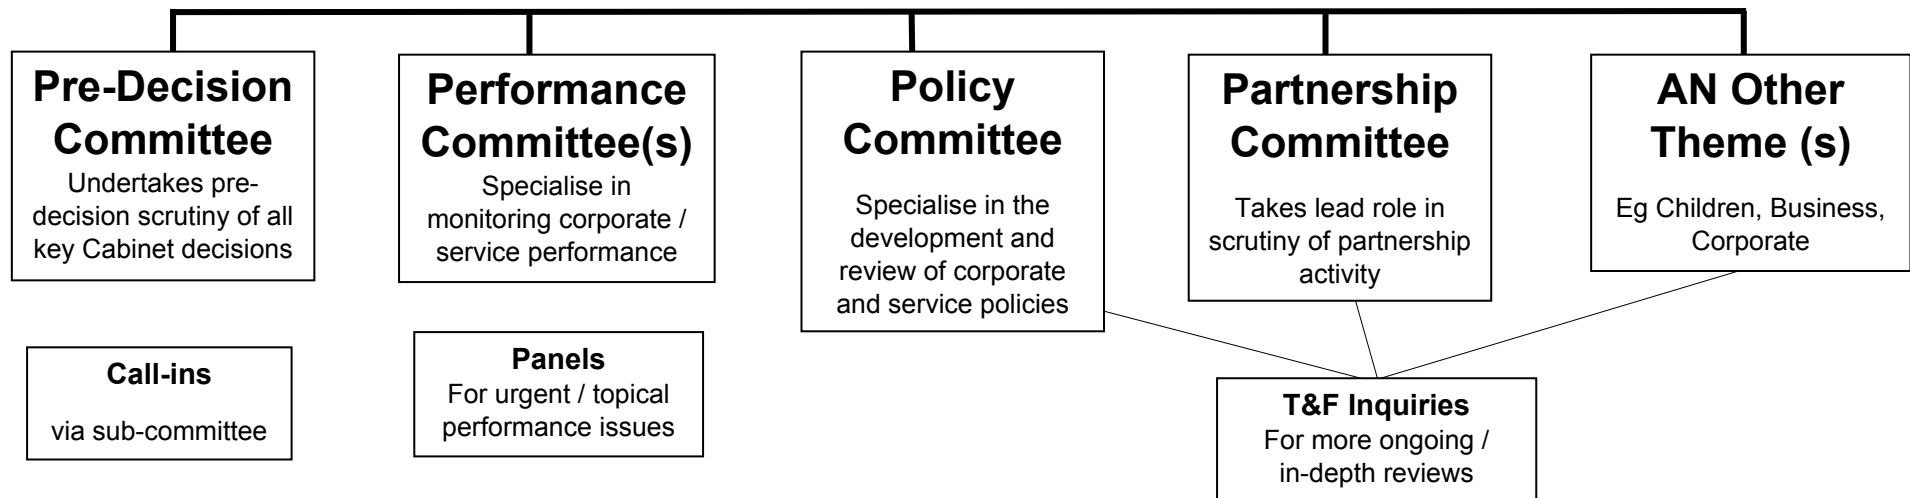 Pre-Decision
Committee
Undertakes pre-
decision scrutiny of all
key Cabinet decisions
Performance
Committee(s)
Specialise in
monitoring corporate /
service performance
Policy
Committee
Specialise in the
development and
review of corporate
and service policies
Partnership
Committee
Takes lead role in
scrutiny of partnership
activity
AN Other
Theme (s)
Eg Children, Business,
Corporate
Call-ins
via sub-committee
Panels
For urgent / topical
performance issues
T&F Inquiries
For more ongoing /
in-depth reviews